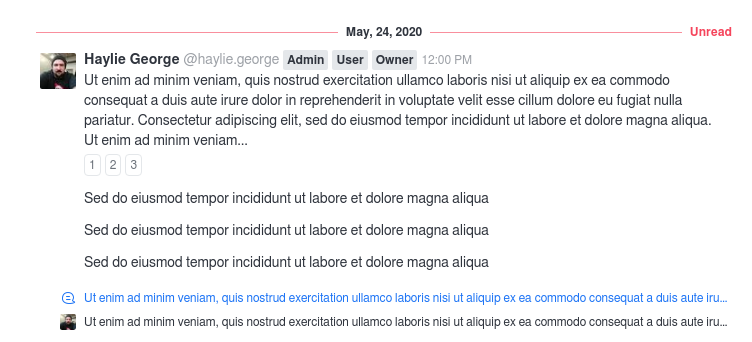 May, 24, 2020 Unread
Haylie George @haylie.george Admin User Owner 12:00 PM
Ut enim ad minim veniam, quis nostrud exercitation ullamco laboris nisi ut aliquip ex ea commodo
consequat a duis aute irure dolor in reprehenderit in voluptate velit esse cillum dolore eu fugiat nulla
pariatur. Consectetur adipiscing elit, sed do eiusmod tempor incididunt ut labore et dolore magna aliqua.
Ut enim ad minim veniam...
1 2 3
Sed do eiusmod tempor incididunt ut labore et dolore magna aliqua
Sed do eiusmod tempor incididunt ut labore et dolore magna aliqua
Sed do eiusmod tempor incididunt ut labore et dolore magna aliqua
Ut enim ad minim veniam, quis nostrud exercitation ullamco laboris nisi ut aliquip ex ea commodo consequat a duis aute iru...
Ut enim ad minim veniam, quis nostrud exercitation ullamco laboris nisi ut aliquip ex ea commodo consequat a duis aute iru...